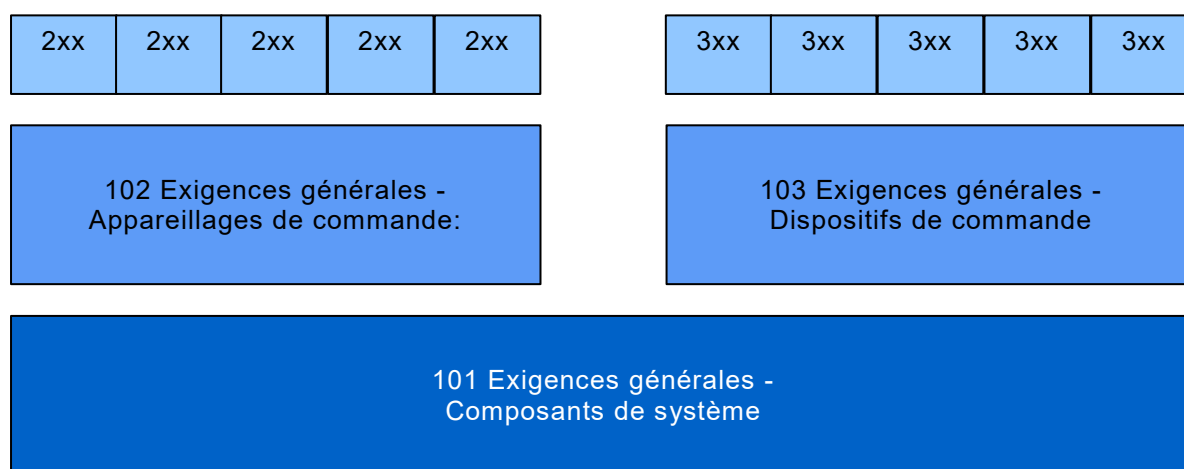 2xx 2xx 2xx 2xx 2xx 3xx 3xx 3xx 3xx 3xx
102 Exigences générales -
Appareillages de commande:
103 Exigences générales -
Dispositifs de commande
101 Exigences générales -
Composants de système